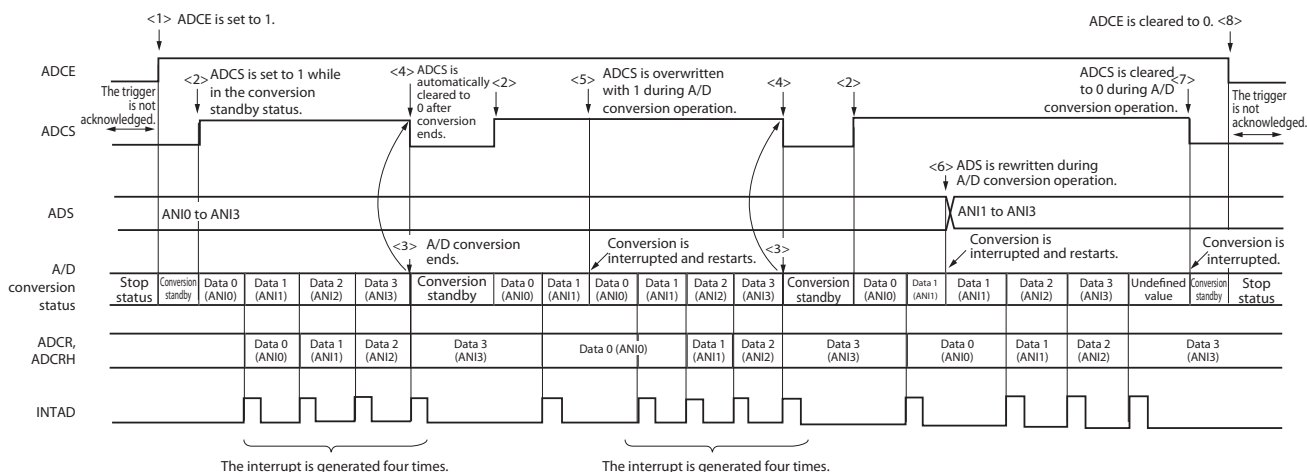 <1> ADCE is set to 1.
ADCE is cleared to 0. <8>
ADCE
The trigger
is not
acknowledged.
<2> ADCS is set to 1 while
in the conversion
standby status.
<4> ADCS is
automatically
cleared to
0 after
conversion
ends.
<2>
<5> ADCS is overwritten
with 1 during A/D
conversion operation.
<4>
<2>
ADCS is cleared <7>
to 0 during A/D
conversion operation.
The trigger
is not
acknowledged.
ADCS
<6> ADS is rewritten during
A/D conversion operation.
ADS
ANI0 to ANI3
ANI1 to ANI3
<3> A/D conversion
ends.
Conversion is
interrupted and restarts.
<3>
Conversion is
interrupted and restarts.
Conversion is
interrupted.
A/D
conversion
status
Stop
status
Conversion
standby
Data 0
(ANI0)
Data 1
(ANI1)
Data 2
(ANI2)
Data 3
(ANI3)
Conversion
standby
Data 0
(ANI0)
Data 1
(ANI1)
Data 0
(ANI0)
Data 1
(ANI1)
Data 2
(ANI2)
Data 3
(ANI3)
Conversion
standby
Data 0
(ANI0)
Data 1
(ANI1)
Data 1
(ANI1)
Data 2
(ANI2)
Data 3
(ANI3)
Undefined
value
Conversion
standby
Stop
status
ADCR,
ADCRH
Data 0
(ANI0)
Data 1
(ANI1)
Data 2
(ANI2)
Data 3
(ANI3)
Data 0 (ANI0)
Data 1
(ANI1)
Data 2
(ANI2)
Data 3
(ANI3)
Data 0
(ANI0)
Data 1
(ANI1)
Data 2
(ANI2)
Data 3
(ANI3)
INTAD
The interrupt is generated four times.
The interrupt is generated four times.